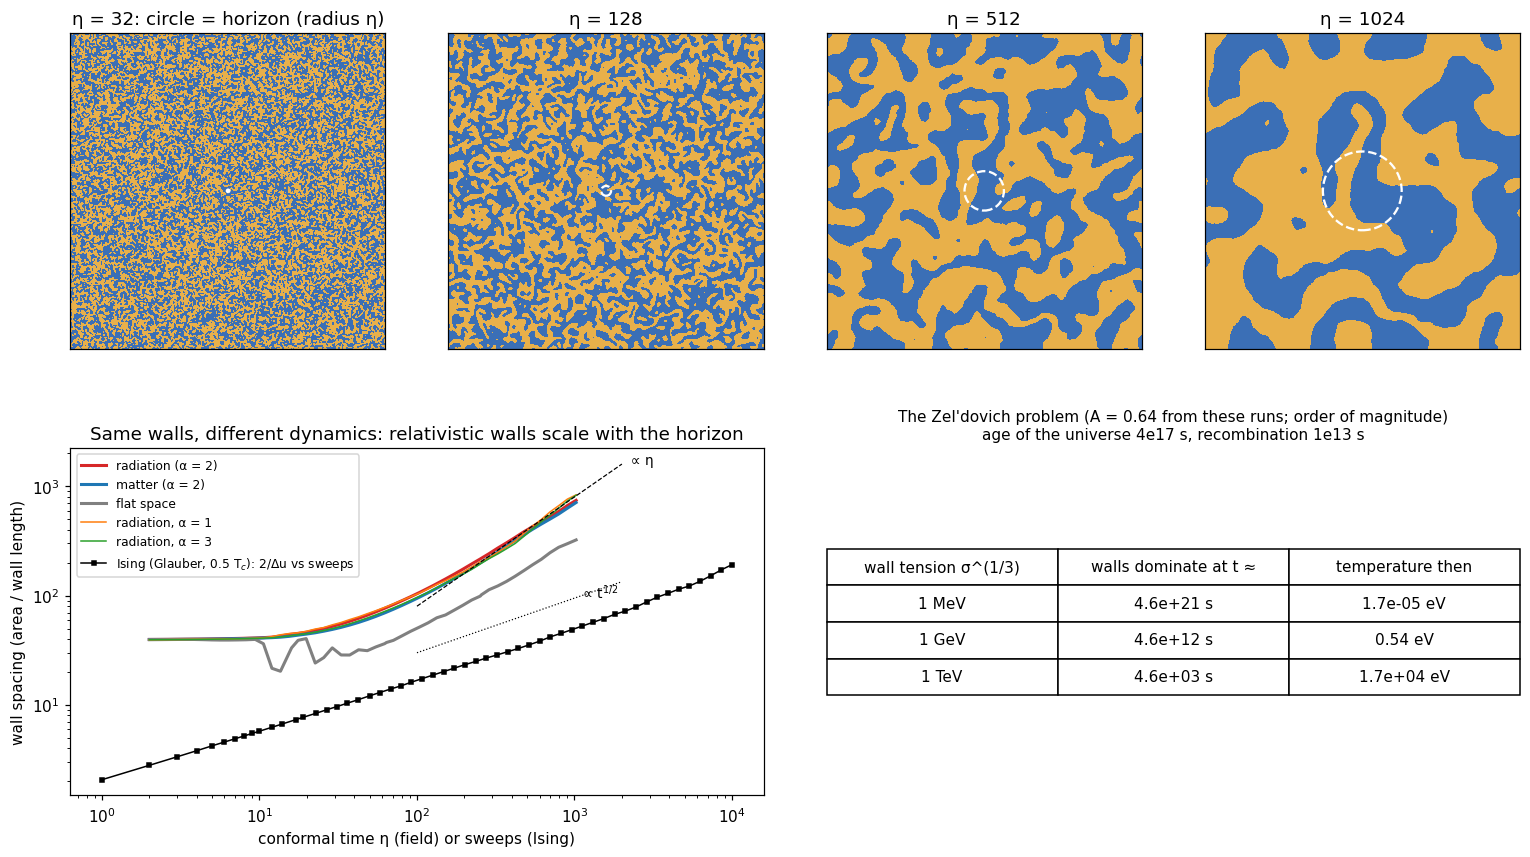 η = 32: circle = horizon (radius η)
η = 128
η = 512
η = 1024
Same walls, different dynamics: relativistic walls scale with the horizon
wall spacing (area / wall length)
10³
10²
10¹
radiation (α = 2)
matter (α = 2)
flat space
radiation, α = 1
radiation, α = 3
Ising (Glauber, 0.5 T_c): 2/Δu vs sweeps
∝ η
∝ t^1/2
10⁰
10¹
10²
10³
10⁴
conformal time η (field) or sweeps (Ising)
The Zel'dovich problem (A = 0.64 from these runs; order of magnitude)
age of the universe 4e17 s, recombination 1e13 s
wall tension σ^(1/3) walls dominate at t ≈ temperature then
1 MeV 4.6e+21 s 1.7e-05 eV
1 GeV 4.6e+12 s 0.54 eV
1 TeV 4.6e+03 s 1.7e+04 eV